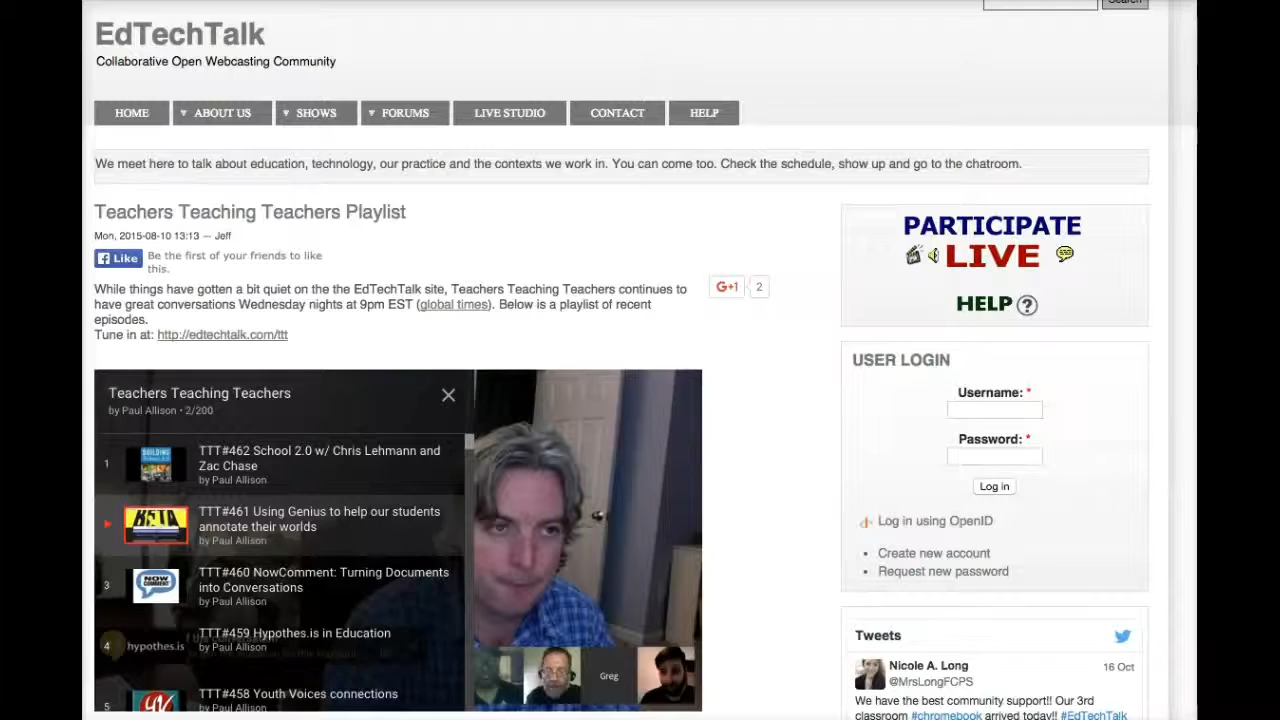 Search
EdTechTalk
Collaborative Open Webcasting Community
HOME
ABOUT US
SHOWS
FORUMS
LIVE STUDIO
CONTACT
HELP
We meet here to talk about education, technology, our practice and the contexts we work in. You can come too. Check the schedule, show up and go to the chatroom.
Teachers Teaching Teachers Playlist
Mon, 2015-08-10 13:13 — Jeff
Like
Be the first of your friends to like
this.
While things have gotten a bit quiet on the the EdTechTalk site, Teachers Teaching Teachers continues to
have great conversations Wednesday nights at 9pm EST (global times). Below is a playlist of recent
episodes.
Tune in at: http://edtechtalk.com/ttt
G+1
2
Teachers Teaching Teachers
by Paul Allison • 2/200
1
TTT#462 School 2.0 w/ Chris Lehmann and
Zac Chase
by Paul Allison
BETA
TTT#461 Using Genius to help our students
annotate their worlds
by Paul Allison
3
NOW
COMMENT
TTT#460 NowComment: Turning Documents
into Conversations
by Paul Allison
4
hypothes.is
TTT#459 Hypothes.is in Education
by Paul Allison
5
TTT#458 Youth Voices connections
by Paul Allison
Greg
PARTICIPATE
LIVE
HELP
USER LOGIN
Username: *
Password: *
Log in
Log in using OpenID
Create new account
Request new password
Tweets
Nicole A. Long
16 Oct
@MrsLongFCPS
We have the best community support!! Our 3rd
classroom #chromebook arrived today!! #EdTechTalk